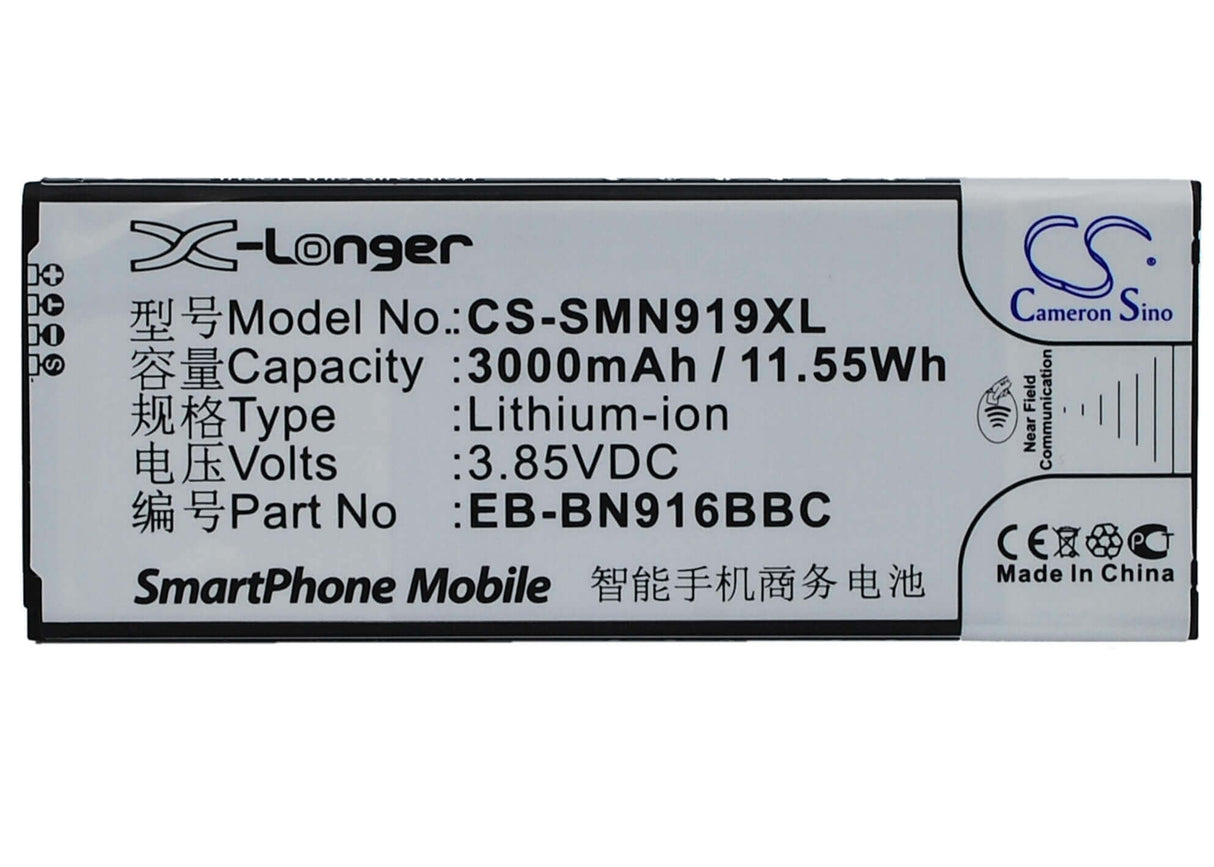 X-Longer
型号Model No.:CS-SMN919XL
容量Capacity :3000mAh / 11.55Wh
规格Type :Lithium-ion
电压Volts :3.85VDC
编号Part No :EB-BN916BBC
SmartPhone Mobile 智能手机商务电池
CS
Cameron Sino
Near Field
Communication
CE PCT
Made In China